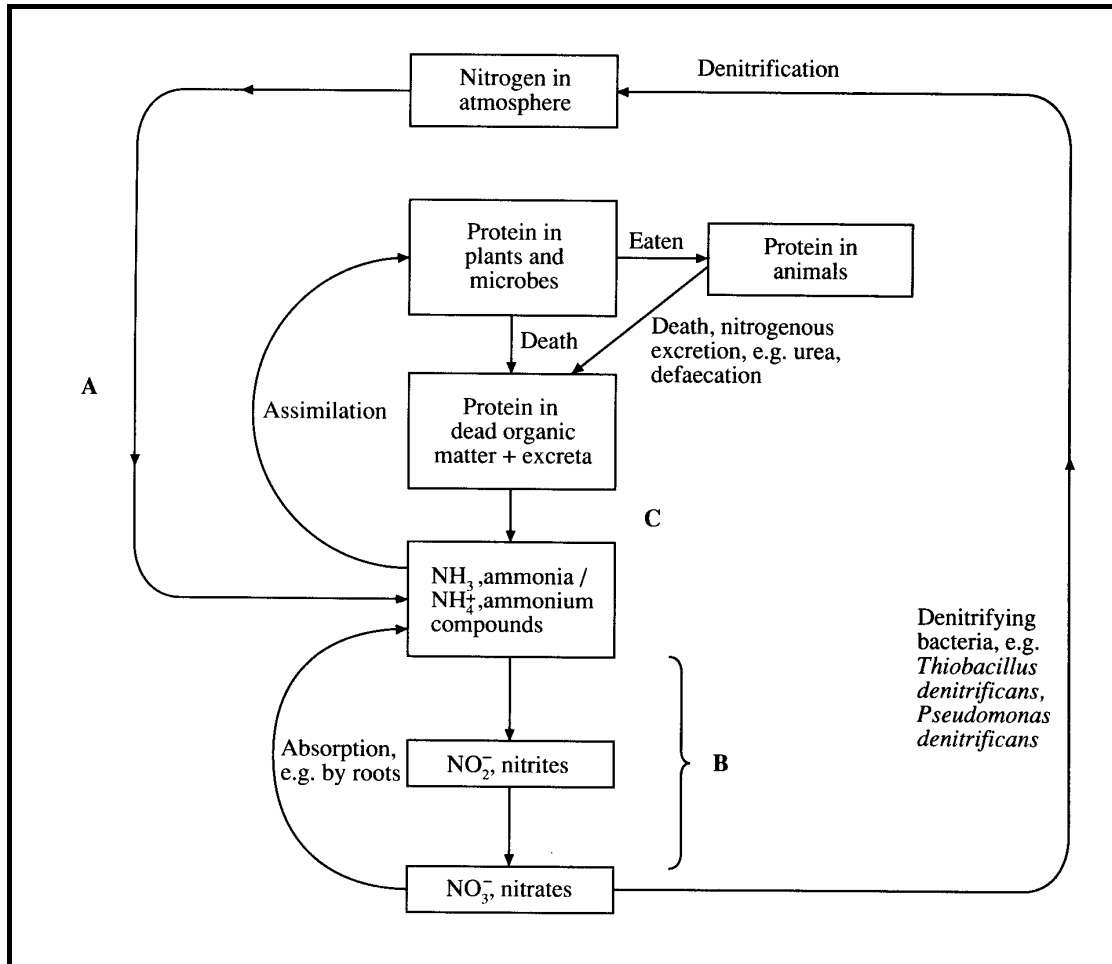 Denitrification
Nitrogen in
atmosphere
Protein in
plants and
microbes
Eaten
Protein in
animals
Death
Death, nitrogenous
excretion, e.g. urea,
defaecation
A
Assimilation
Protein in
dead organic
matter + excreta
C
NH₃,ammonia /
NH₄⁺,ammonium
compounds
Denitrifying
bacteria, e.g.
Thiobacillus
denitrificans,
Pseudomonas
denitrificans
Absorption,
e.g. by roots
NO₂⁻, nitrites
B
NO₃⁻, nitrates